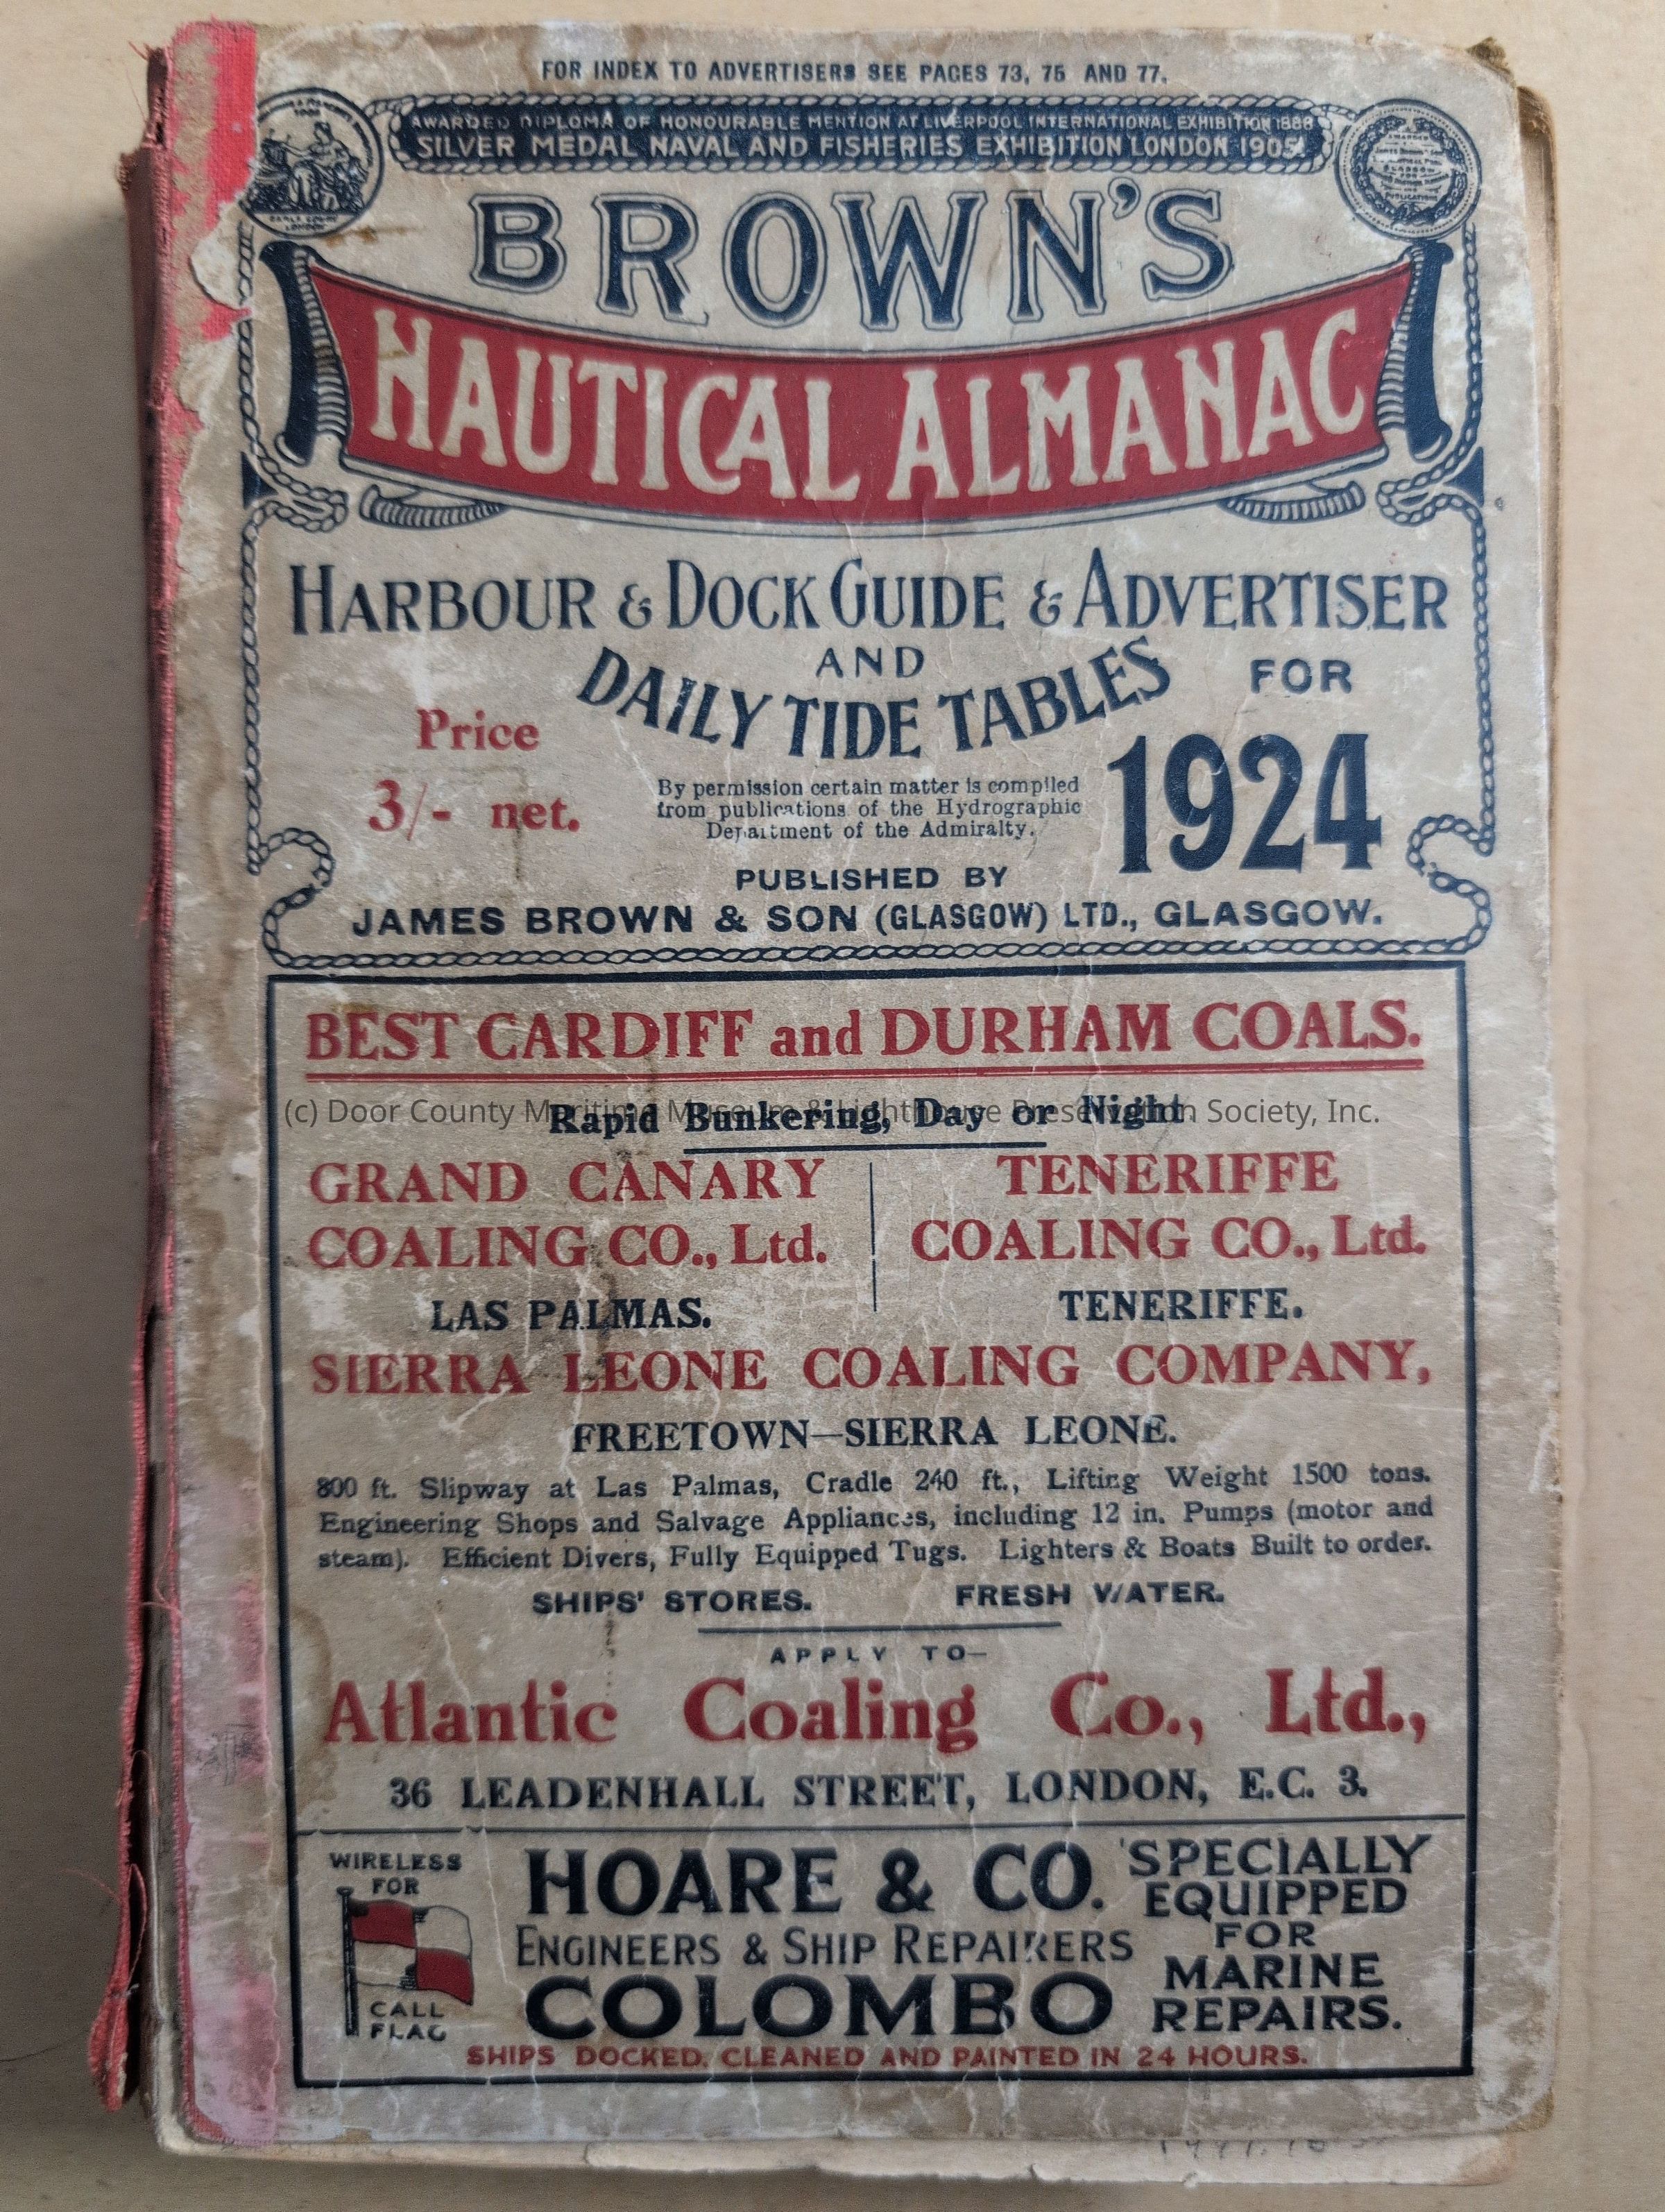 FOR INDEX TO ADVERTISERS SEE PAGES 73, 75 AND 77.
AWARDED DIPLOMA OF HONOURABLE MENTION AT LIVERPOOL INTERNATIONAL EXHIBITION 1886
SILVER MEDAL NAVAL AND FISHERIES EXHIBITION LONDON 1905.
BROWN'S
NAUTICAL ALMANAC
HARBOUR & DOCK GUIDE & ADVERTISER
AND
DAILY TIDE TABLES
FOR
1924
Price
3/- net.
By permission certain matter is compiled
from publications of the Hydrographic
Department of the Admiralty.
PUBLISHED BY
JAMES BROWN & SON (GLASGOW) LTD., GLASGOW.
BEST CARDIFF and DURHAM COALS.
(c) Door County Maritime Museum & Lighthouse Preservation Society, Inc.
Rapid Bunkering, Day or Night.
GRAND CANARY
COALING CO., Ltd.
LAS PALMAS.
TENERIFFE
COALING CO., Ltd.
TENERIFFE.
SIERRA LEONE COALING COMPANY,
FREETOWN—SIERRA LEONE.
800 ft. Slipway at Las Palmas, Cradle 240 ft., Lifting Weight 1500 tons.
Engineering Shops and Salvage Appliances, including 12 in. Pumps (motor and
steam). Efficient Divers, Fully Equipped Tugs. Lighters & Boats Built to order.
SHIPS' STORES. FRESH WATER.
APPLY TO—
Atlantic Coaling Co., Ltd.,
36 LEADENHALL STREET, LONDON, E.C. 3.
WIRELESS
FOR
CALL
FLAG
HOARE & CO.
ENGINEERS & SHIP REPAIRERS
COLOMBO
SPECIALLY
EQUIPPED
FOR
MARINE
REPAIRS.
SHIPS DOCKED, CLEANED AND PAINTED IN 24 HOURS.